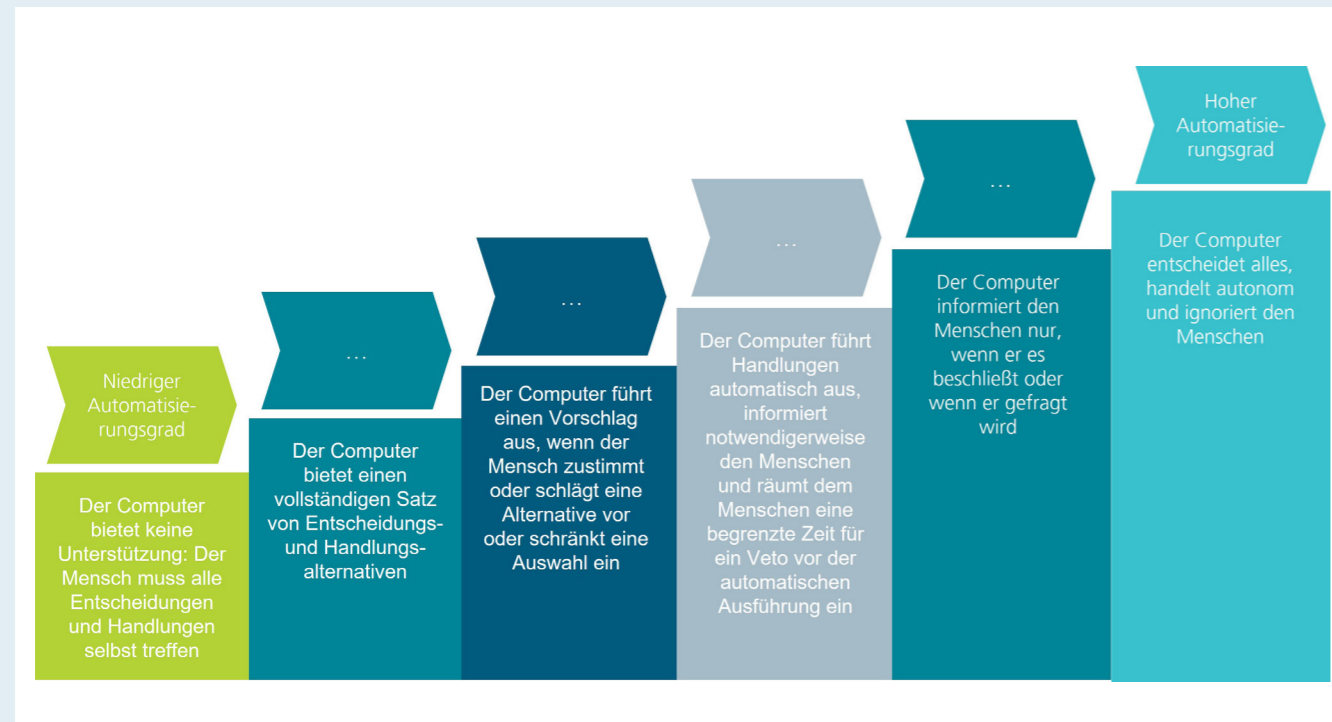 Niedriger
Automatisie-
rungsgrad
Der Computer
bietet keine
Unterstützung: Der
Mensch muss alle
Entscheidungen
und Handlungen
selbst treffen
...
Der Computer
bietet einen
vollständigen Satz
von Entscheidungs-
und Handlungs-
alternativen
...
Der Computer führt
einen Vorschlag
aus, wenn der
Mensch zustimmt
oder schlägt eine
Alternative vor
oder schränkt eine
Auswahl ein
...
Der Computer führt
Handlungen
automatisch aus,
informiert
notwendigerweise
den Menschen
und räumt dem
Menschen eine
begrenzte Zeit für
ein Veto vor der
automatischen
Ausführung ein
...
Der Computer
informiert den
Menschen nur,
wenn er es
beschließt oder
wenn er gefragt
wird
Hoher
Automatisie-
rungsgrad
Der Computer
entscheidet alles,
handelt autonom
und ignoriert den
Menschen